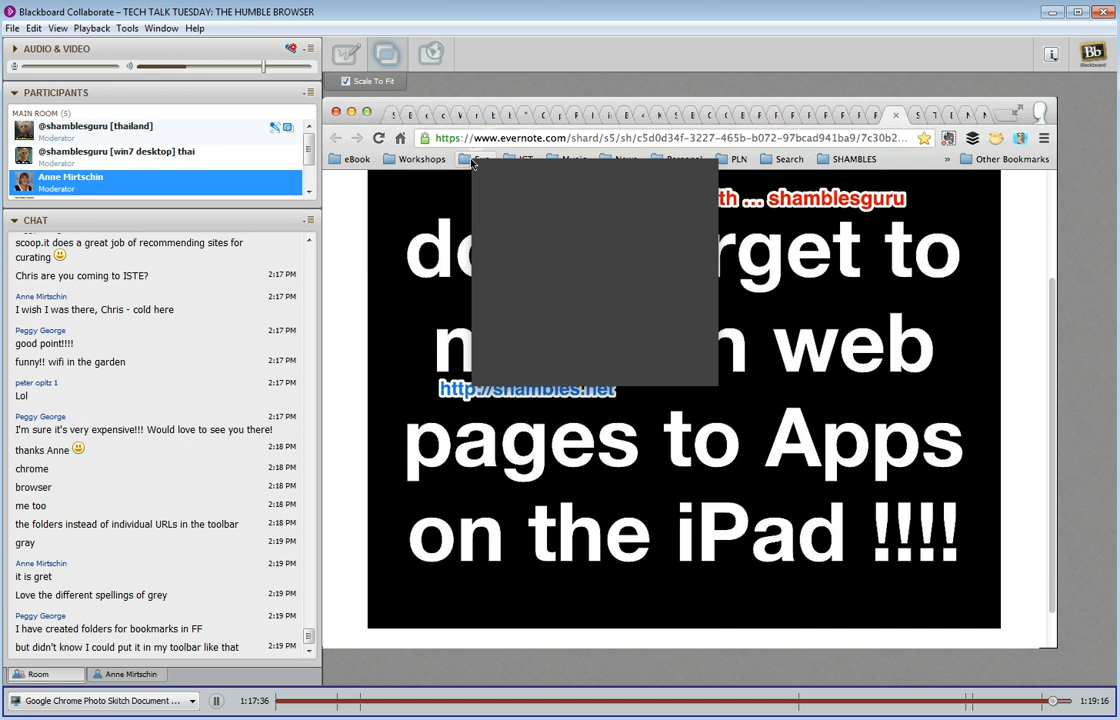 Blackboard Collaborate – TECH TALK TUESDAY: THE HUMBLE BROWSER
File Edit View Playback Tools Window Help
AUDIO & VIDEO
PARTICIPANTS
MAIN ROOM (5)
@shamblesguru [thailand]
Moderator
@shamblesguru [win7 desktop] thai
Moderator
Anne Mirtschin
Moderator
CHAT
scoop.it does a great job of recommending sites for
curating
Chris are you coming to ISTE? 2:17 PM
Anne Mirtschin 2:17 PM
I wish I was there, Chris - cold here
Peggy George 2:17 PM
good point!!!!
funny!! wifi in the garden 2:17 PM
peter opitz 1 2:17 PM
Lol
Peggy George 2:17 PM
I'm sure it's very expensive!!! Would love to see you there!
thanks Anne 2:18 PM
chrome 2:18 PM
browser 2:18 PM
me too 2:18 PM
the folders instead of individual URLs in the toolbar 2:18 PM
gray 2:19 PM
Anne Mirtschin 2:19 PM
it is gret
Love the different spellings of grey 2:19 PM
Peggy George 2:19 PM
I have created folders for bookmarks in FF
but didn't know I could put it in my toolbar like that 2:19 PM
Room Anne Mirtschin
Scale To Fit
Bb
Blackboard
https://www.evernote.com/shard/s5/sh/c5d0d34f-3227-465b-b072-97bcad941ba9/7c30b2...
eBook Workshops Music News Personal PLN Search SHAMBLES » Other Bookmarks
th ... shamblesguru
do rget to
n web
http://shambles.net
pages to Apps
on the iPad !!!!
Google Chrome Photo Skitch Document ... 1:17:36 1:19:16